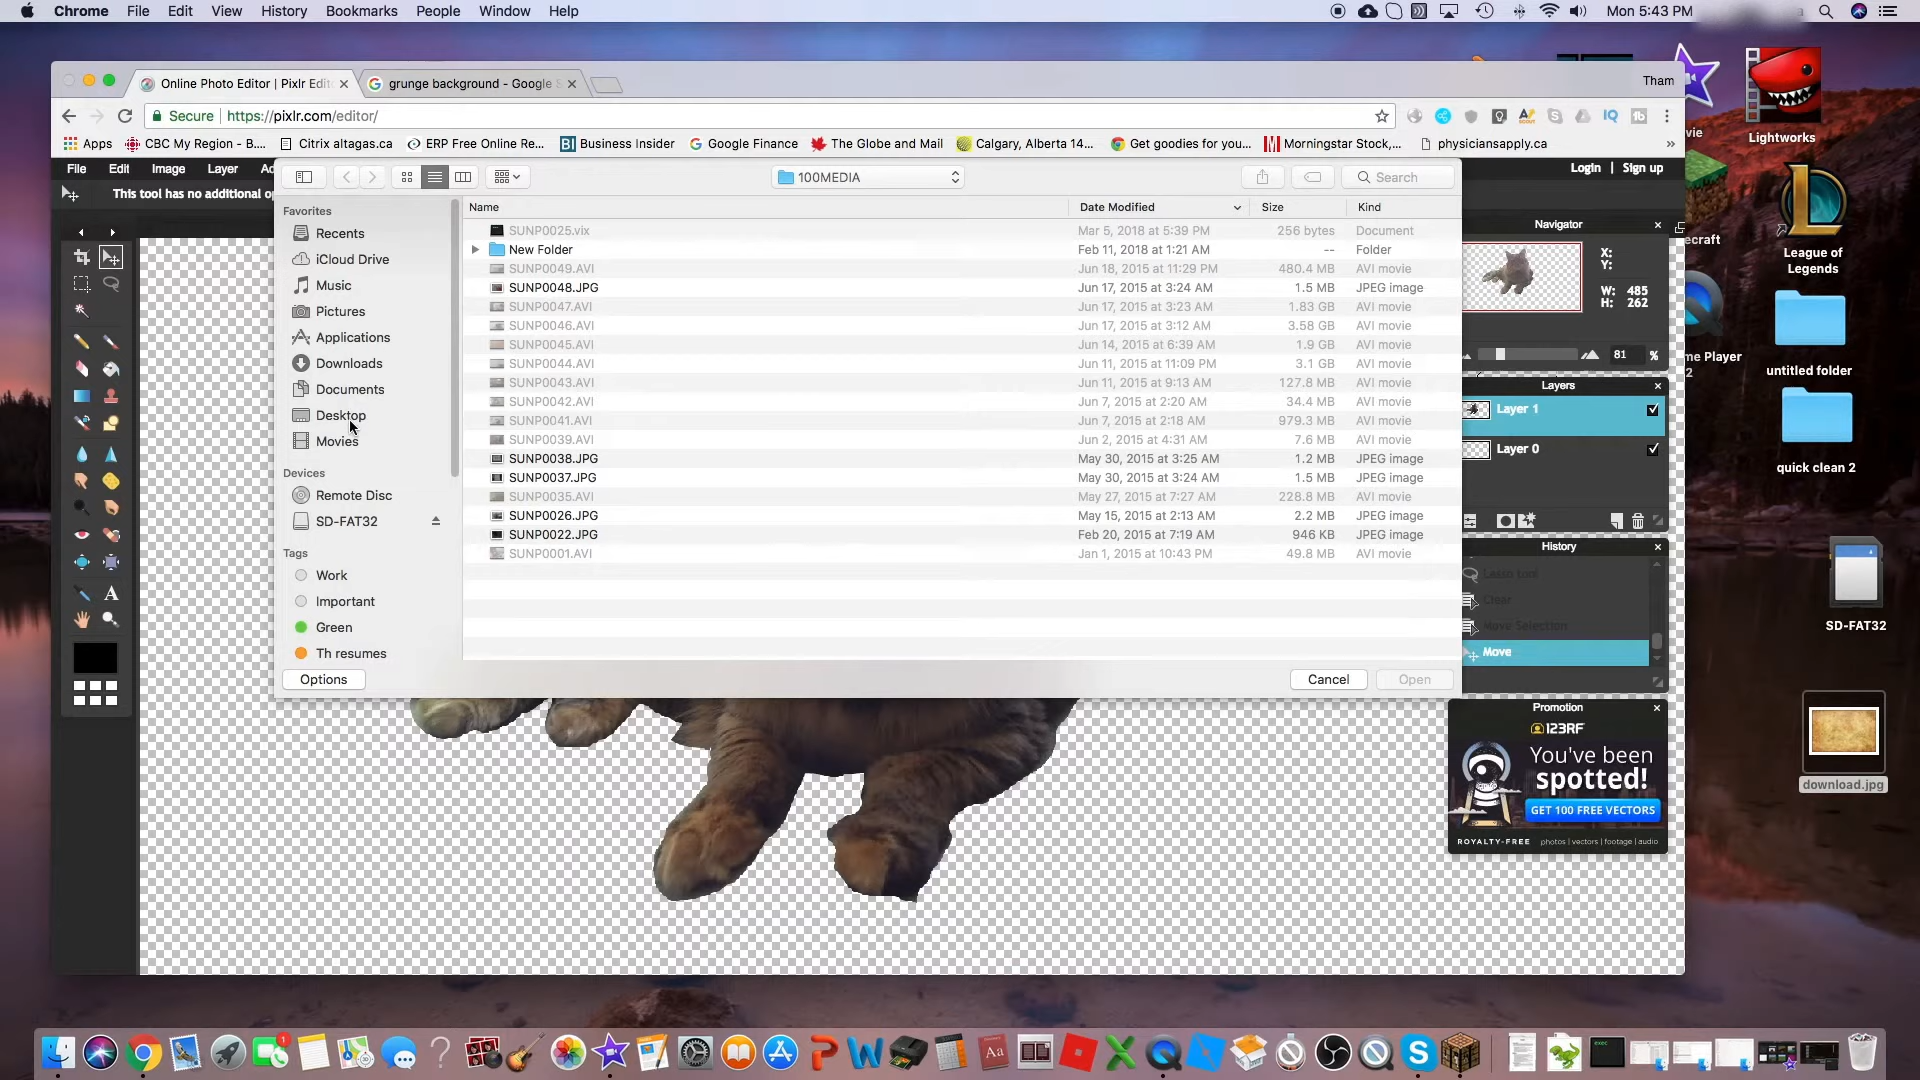 Chrome File Edit View History Bookmarks People Window Help
Mon 5:43 PM
Online Photo Editor | Pixlr Edit
grunge background - Google S
Tham
Secure https://pixlr.com/editor/
Apps CBC My Region - B.... Citrix altagas.ca ERP Free Online Re... Business Insider Google Finance The Globe and Mail Calgary, Alberta 14... Get goodies for you... Morningstar Stock,... physiciansapply.ca
File Edit Image Layer
Login | Sign up
This tool has no additional
100MEDIA
Search
Favorites
Recents
iCloud Drive
Music
Pictures
Applications
Downloads
Documents
Desktop
Movies
Devices
Remote Disc
SD-FAT32
Tags
Work
Important
Green
Th resumes
Options
Name Date Modified Size Kind
SUNP0025.vix Mar 5, 2018 at 5:39 PM 256 bytes Document
New Folder Feb 11, 2018 at 1:21 AM -- Folder
SUNP0049.AVI Jun 18, 2015 at 11:29 PM 480.4 MB AVI movie
SUNP0048.JPG Jun 17, 2015 at 3:24 AM 1.5 MB JPEG image
SUNP0047.AVI Jun 17, 2015 at 3:23 AM 1.83 GB AVI movie
SUNP0046.AVI Jun 17, 2015 at 3:12 AM 3.58 GB AVI movie
SUNP0045.AVI Jun 14, 2015 at 6:39 AM 1.9 GB AVI movie
SUNP0044.AVI Jun 11, 2015 at 11:09 PM 3.1 GB AVI movie
SUNP0043.AVI Jun 11, 2015 at 9:13 AM 127.8 MB AVI movie
SUNP0042.AVI Jun 7, 2015 at 2:20 AM 34.4 MB AVI movie
SUNP0041.AVI Jun 7, 2015 at 2:18 AM 979.3 MB AVI movie
SUNP0039.AVI Jun 2, 2015 at 4:31 AM 7.6 MB AVI movie
SUNP0038.JPG May 30, 2015 at 3:25 AM 1.2 MB JPEG image
SUNP0037.JPG May 30, 2015 at 3:24 AM 1.5 MB JPEG image
SUNP0035.AVI May 27, 2015 at 7:27 AM 228.8 MB AVI movie
SUNP0026.JPG May 15, 2015 at 2:13 AM 2.2 MB JPEG image
SUNP0022.JPG Feb 20, 2015 at 7:19 AM 946 KB JPEG image
SUNP0001.AVI Jan 1, 2015 at 10:43 PM 49.8 MB AVI movie
Cancel
Open
Navigator
X:
Y:
W: 485
H: 262
81 %
Layers
Layer 1
Layer 0
History
Lasso tool
Clear
Move Selection
Move
Promotion
123RF
You've been
spotted!
GET 100 FREE VECTORS
ROYALTY-FREE photos | vectors | footage | audio
Lightworks
League of
Legends
untitled folder
quick clean 2
SD-FAT32
download.jpg